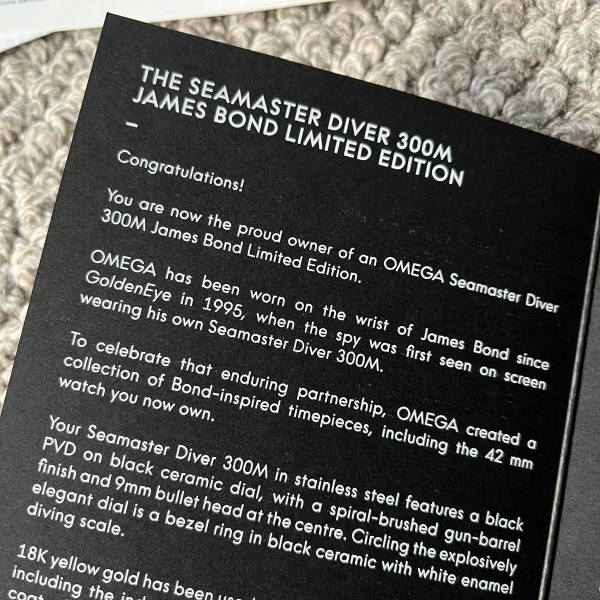 THE SEAMASTER DIVER 300M
JAMES BOND LIMITED EDITION
–
Congratulations!
You are now the proud owner of an OMEGA Seamaster Diver
300M James Bond Limited Edition.
OMEGA has been worn on the wrist of James Bond since
GoldenEye in 1995, when the spy was first seen on screen
wearing his own Seamaster Diver 300M.
To celebrate that enduring partnership, OMEGA created a
collection of Bond-inspired timepieces, including the 42 mm
watch you now own.
Your Seamaster Diver 300M in stainless steel features a black
PVD on black ceramic dial, with a spiral-brushed gun-barrel
finish and 9mm bullet head at the centre. Circling the explosively
elegant dial is a bezel ring in black ceramic with white enamel
diving scale.
18K yellow gold has been
including the